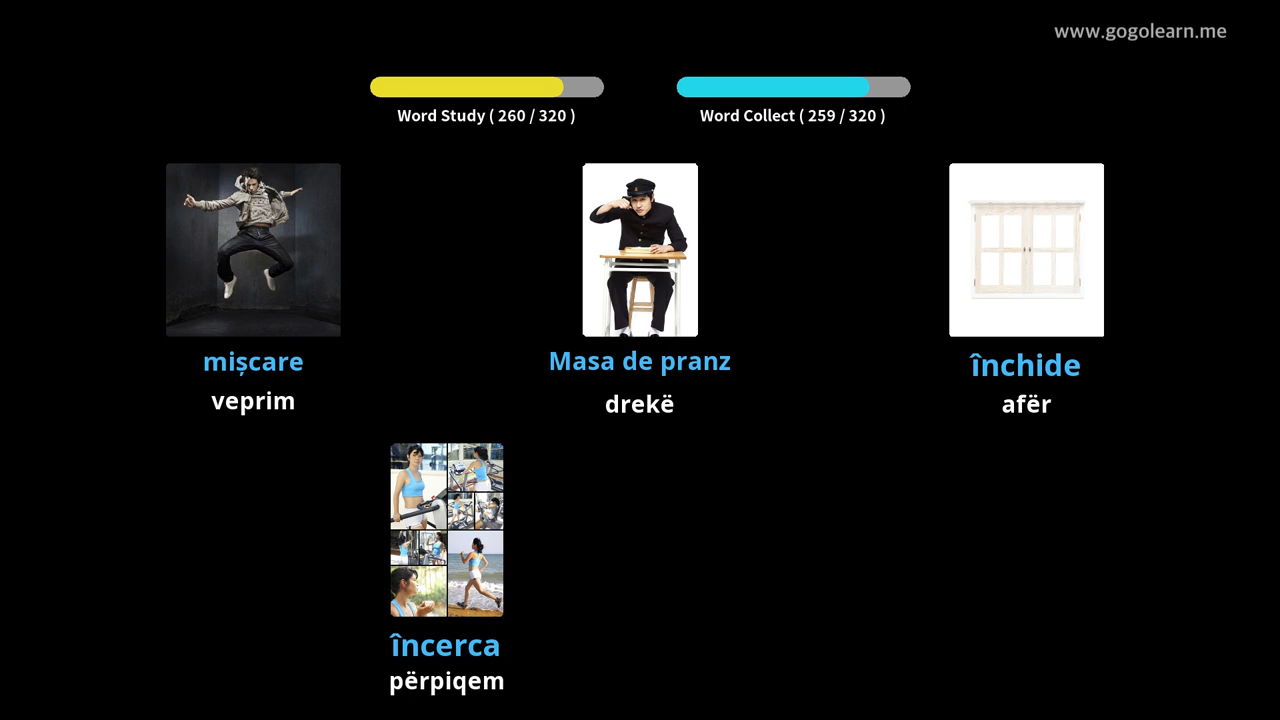 www.gogolearn.me
Word Study ( 260 / 320 )
Word Collect ( 259 / 320 )
mișcare
Masa de pranz
închide
veprim
drekë
afër
încerca
përpiqem